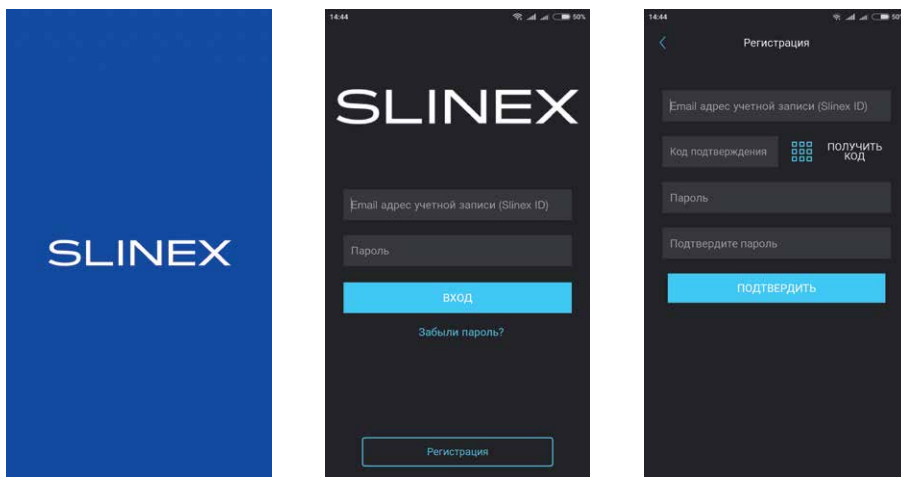 SLINEX
14:44 50%
SLINEX
Email адрес учетной записи (Slinex ID)
Пароль
ВХОД
Забыли пароль?
Регистрация
14:44 50%
Регистрация
Email адрес учетной записи (Slinex ID)
Код подтверждения
ПОЛУЧИТЬ
КОД
Пароль
Подтвердите пароль
ПОДТВЕРДИТЬ